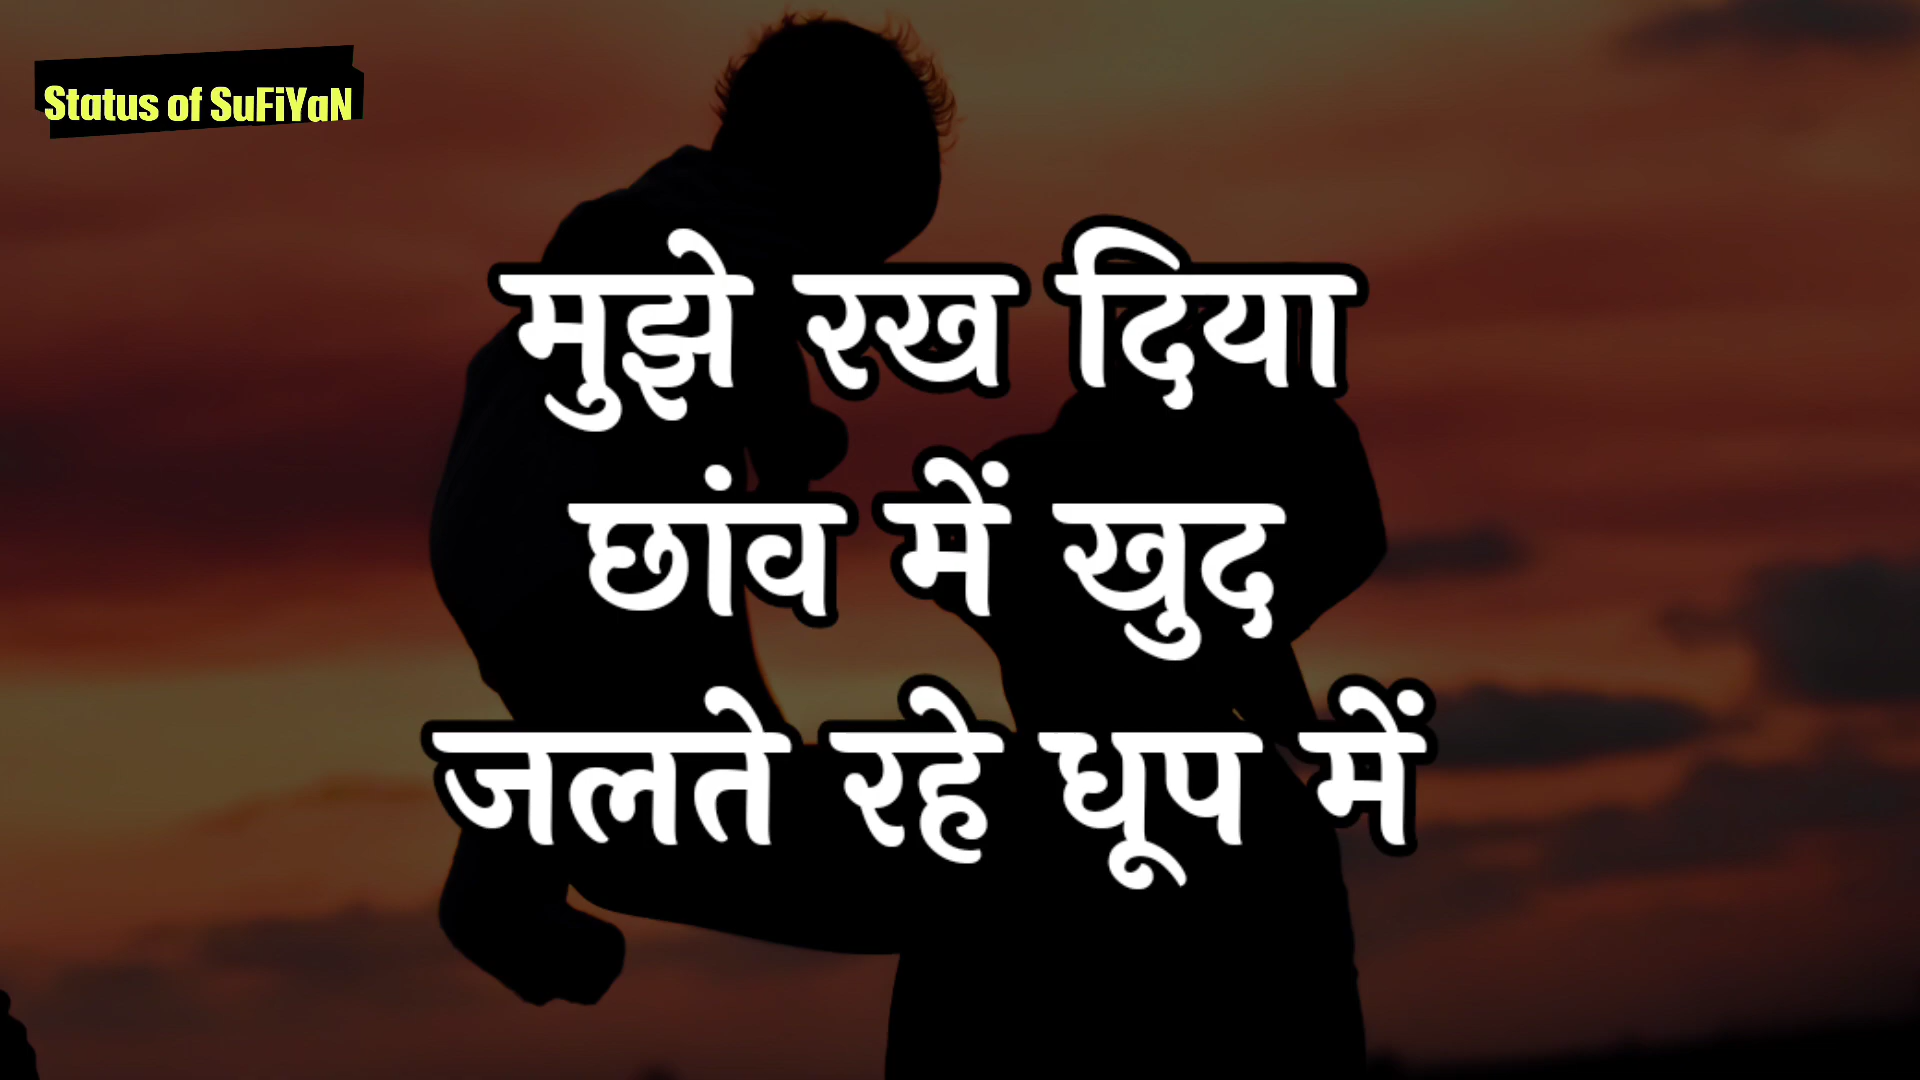 Status of SuFiYaN
मुझे रख दिया
छांव में खुद
जलते रहे धूप में